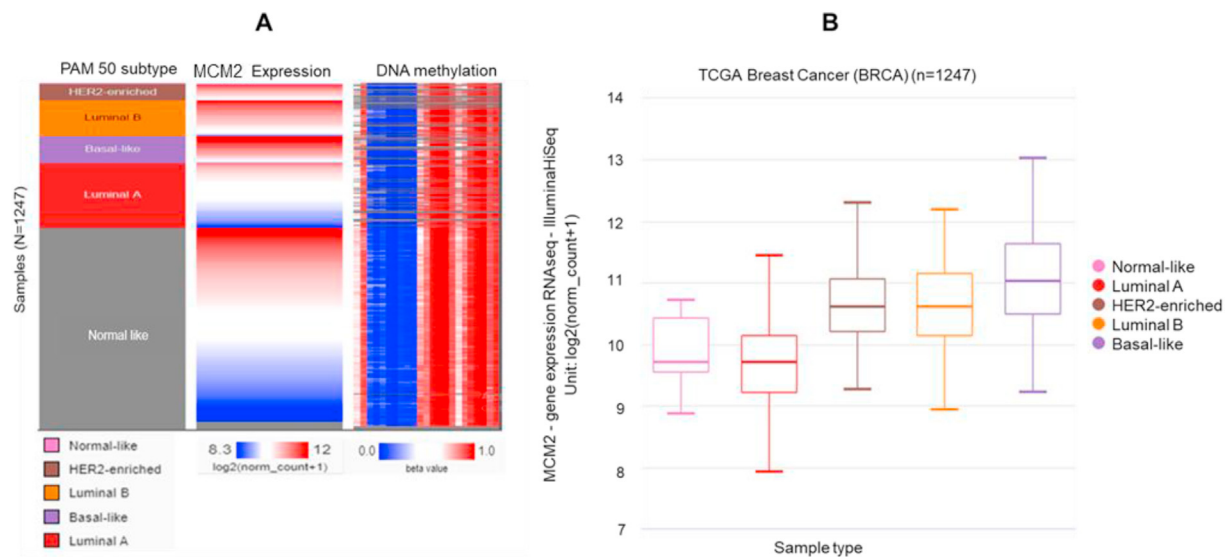 A
PAM 50 subtype
MCM2 Expression
DNA methylation
Samples (N=1247)
HER2-enriched
Luminal B
Basal-like
Luminal A
Normal like
Normal-like
HER2-enriched
Luminal B
Basal-like
Luminal A
8.3
12
log2(norm_count+1)
0.0
1.0
beta value
B
TCGA Breast Cancer (BRCA) (n=1247)
MCM2 - gene expression RNAseq - IlluminaHiSeq
Unit: log2(norm_count+1)
14
13
12
11
10
9
8
7
Sample type
Normal-like
Luminal A
HER2-enriched
Luminal B
Basal-like